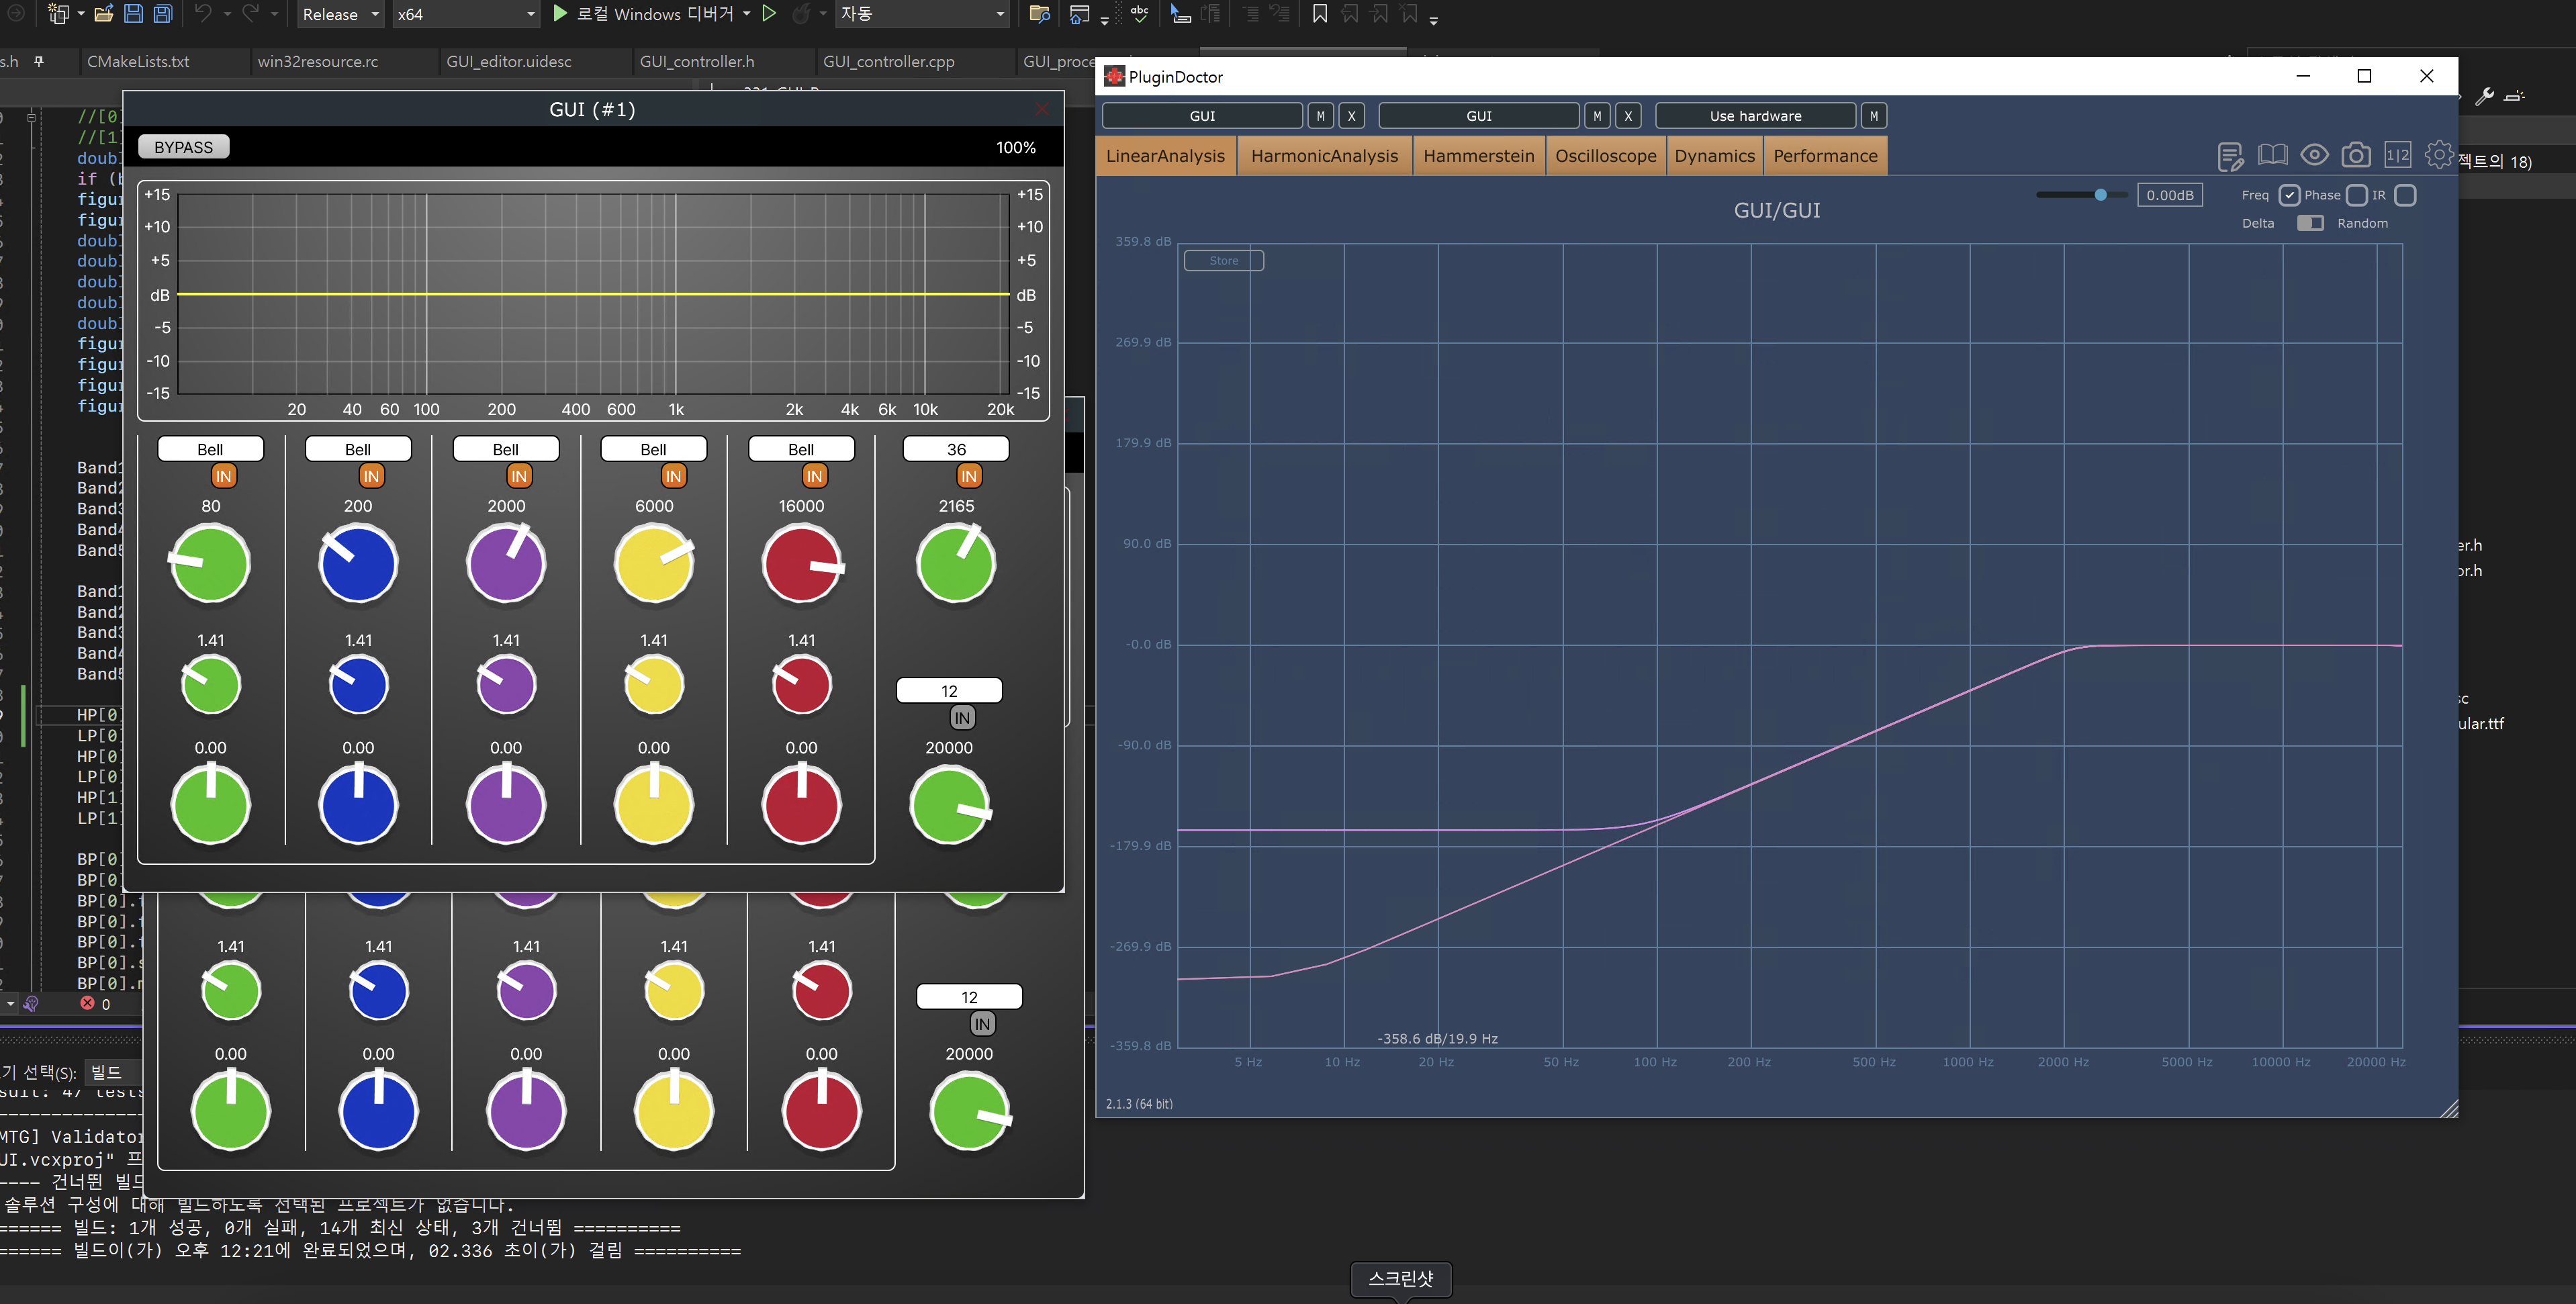 Release x64 로컬 Windows 디버거 자동
s.h CMakeLists.txt win32resource.rc GUI_editor.uidesc GUI_controller.h GUI_controller.cpp GUI_proce
//[0]
//[1]
doubl
if (b
figur
figur
doubl
doubl
doubl
doubl
doubl
figur
figur
figur
figur
Band1
Band2
Band3
Band4
Band5
Band1
Band2
Band3
Band4
Band5
HP[0]
LP[0]
HP[0]
LP[0]
HP[1]
LP[1]
BP[0]
BP[0]
BP[0].f
BP[0].f
BP[0].t
BP[0].s
BP[0].m
0
GUI (#1)
BYPASS 100%
+15 +15
+10 +10
+5 +5
dB dB
-5 -5
-10 -10
-15 -15
20 40 60 100 200 400 600 1k 2k 4k 6k 10k 20k
Bell Bell Bell Bell Bell 36
IN IN IN IN IN IN
80 200 2000 6000 16000 2165
1.41 1.41 1.41 1.41 1.41
12
IN
0.00 0.00 0.00 0.00 0.00 20000
1.41 1.41 1.41 1.41 1.41
12
IN
0.00 0.00 0.00 0.00 0.00 20000
PluginDoctor
GUI M X GUI M X Use hardware M
LinearAnalysis HarmonicAnalysis Hammerstein Oscilloscope Dynamics Performance
1|2
0.00dB Freq Phase IR
Delta Random
GUI/GUI
Store
359.8 dB
269.9 dB
179.9 dB
90.0 dB
-0.0 dB
-90.0 dB
-179.9 dB
-269.9 dB
-359.8 dB
-358.6 dB/19.9 Hz
5 Hz 10 Hz 20 Hz 50 Hz 100 Hz 200 Hz 500 Hz 1000 Hz 2000 Hz 5000 Hz 10000 Hz 20000 Hz
2.1.3 (64 bit)
젝트의 18)
er.h
or.h
sc
ular.ttf
기 선택(S): 빌드
sult: 47 tests
MTG] Validator
UI.vcxproj" 프
---- 건너뛴 빌드
솔루션 구성에 대해 빌드하도록 선택된 프로젝트가 없습니다.
====== 빌드: 1개 성공, 0개 실패, 14개 최신 상태, 3개 건너뜀 ==========
====== 빌드이(가) 오후 12:21에 완료되었으며, 02.336 초이(가) 걸림 ==========
스크린샷